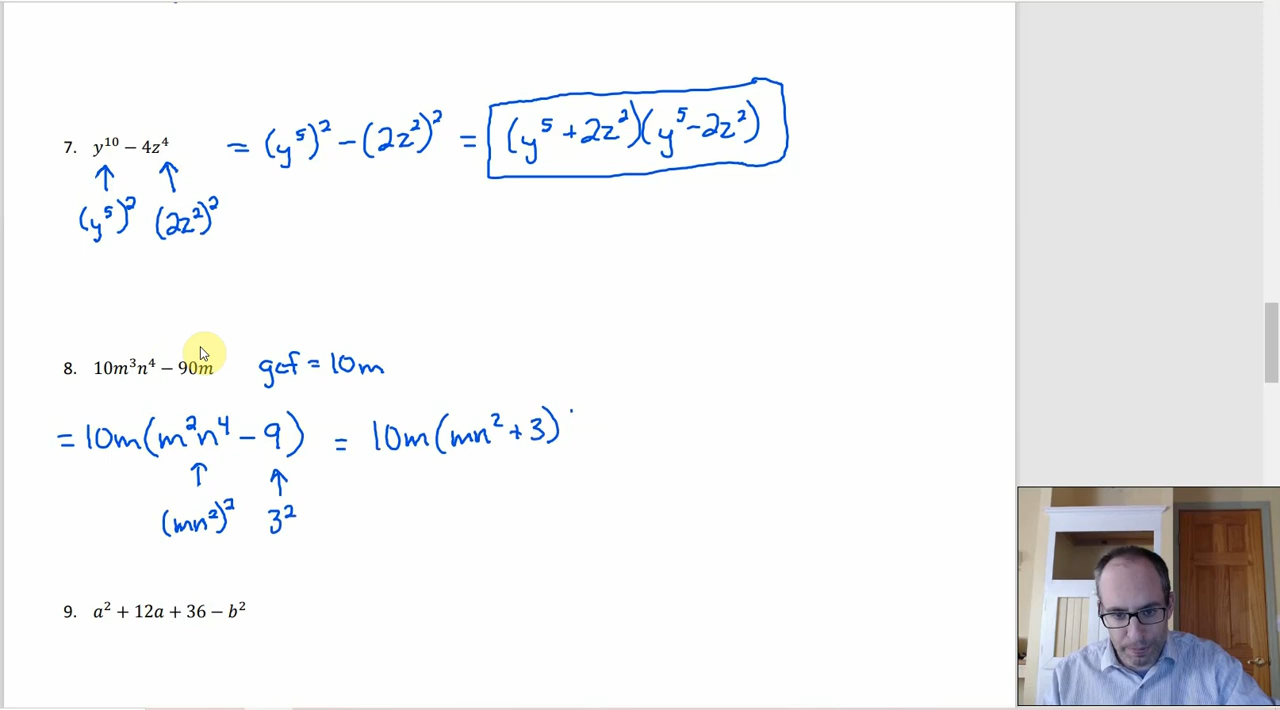 7. y¹⁰ − 4z⁴ = (y⁵)² − (2z²)² = (y⁵ + 2z²)(y⁵ − 2z²)
↑ ↑
(y⁵)² (2z²)²
8. 10m³n⁴ − 90m gcf = 10m
= 10m(m²n⁴ − 9) = 10m(mn² + 3)
↑ ↑
(mn²)² 3²
9. a² + 12a + 36 − b²